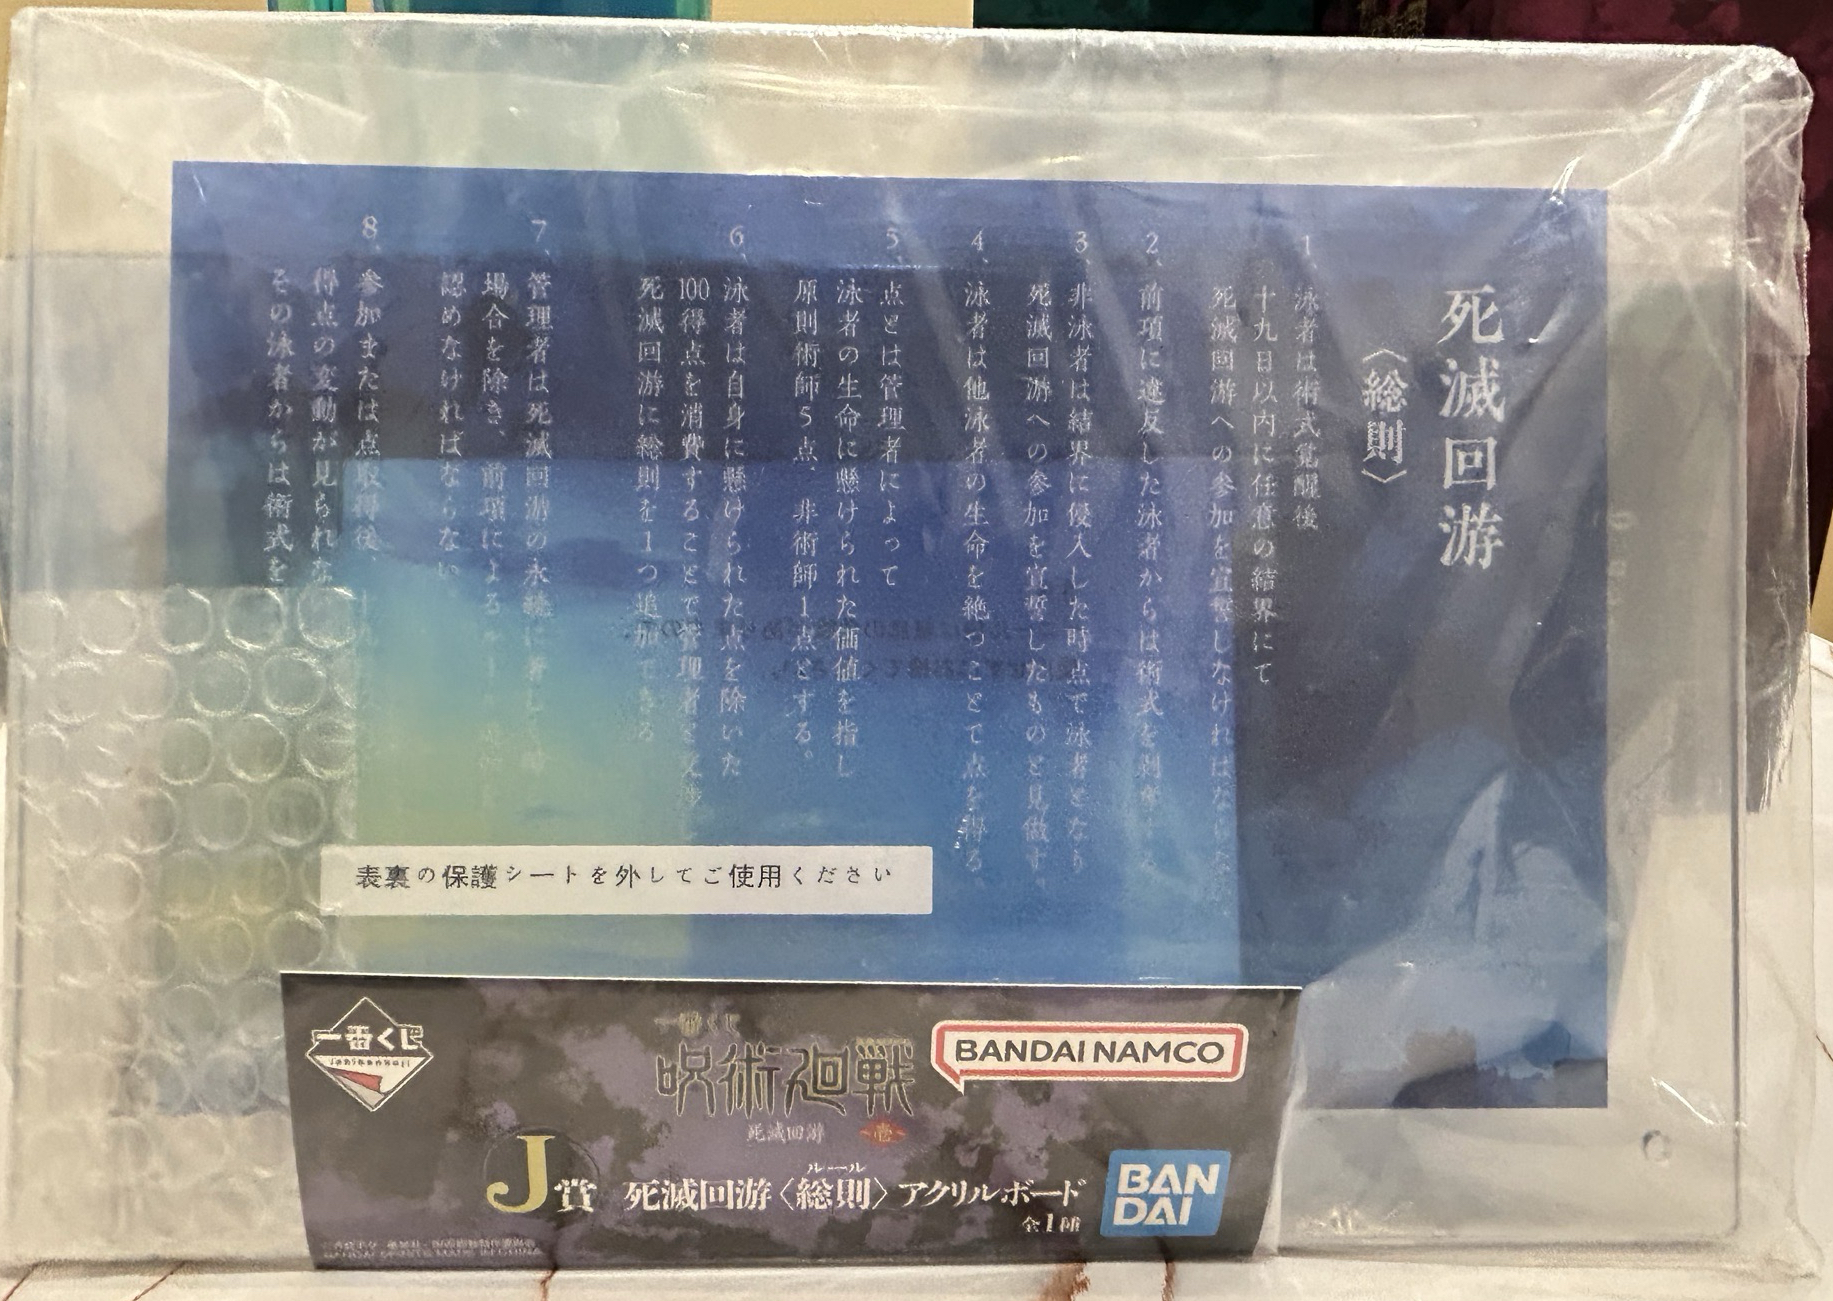 死滅回游
〈総則〉
1、泳者は術式覚醒後
十九日以内に任意の結界にて
死滅回游への参加を宣誓しなければなら
2、前項に違反した泳者からは術式を剥奪
3、非泳者は結界に侵入した時点で泳者となり
死滅回游への参加を宣誓したものと見做す。
4、泳者は他泳者の生命を絶つことで点を得る
5、点とは管理者によって
泳者の生命に懸けられた価値を指し
原則術師5点、非術師1点とする。
6、泳者は自身に懸けられた点を除いた
100得点を消費することで管理者と交渉
死滅回游に総則を1つ追加できる
7、管理者は死滅回游の永続に著しく
場合を除き、前項による
認めなければならない。
8、参加または点取得後
得点の変動が見られな
その泳者からは術式を
表裏の保護シートを外してご使用ください
一番くじ
一番くじ
呪術廻戦
死滅回游 壱
BANDAI NAMCO
J賞 死滅回游〈総則〉アクリルボード
ルール
全1種
BANDAI